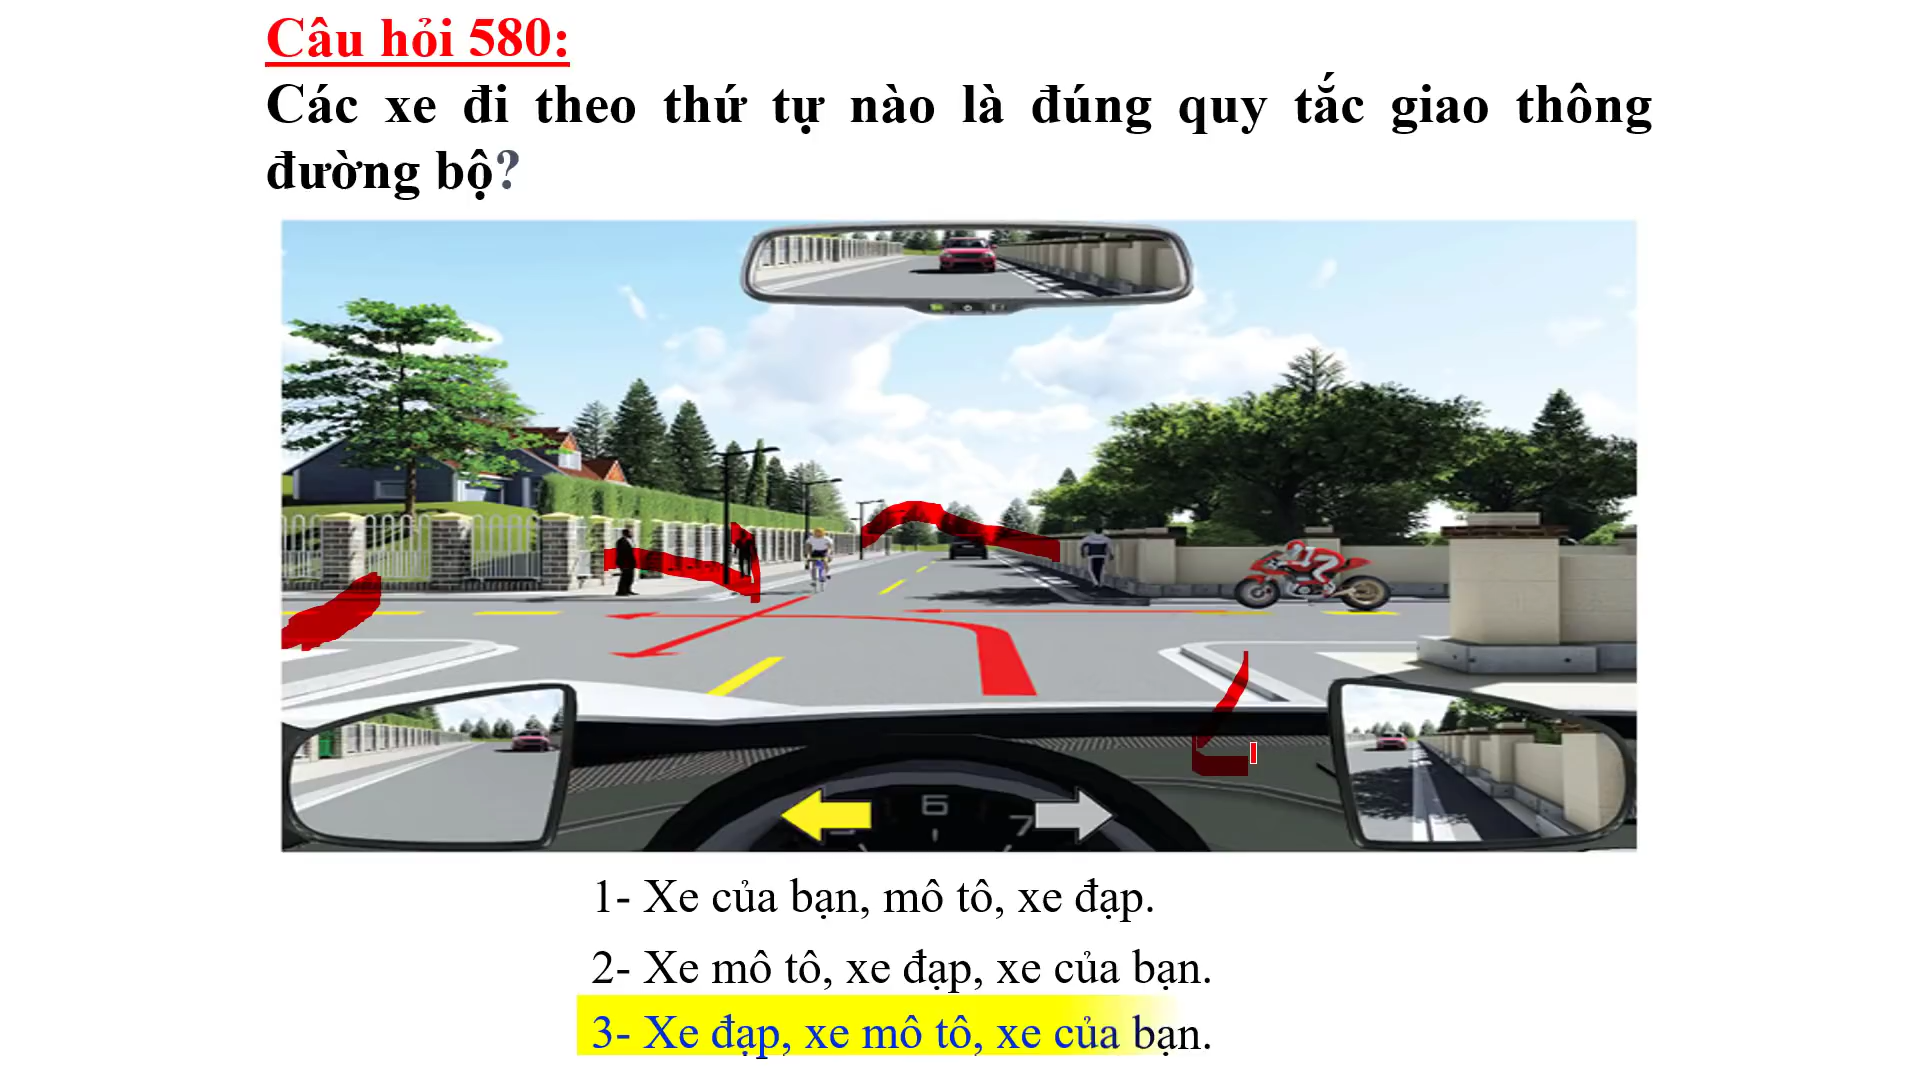 Câu hỏi 580:
Các xe đi theo thứ tự nào là đúng quy tắc giao thông
đường bộ?
6
7
1- Xe của bạn, mô tô, xe đạp.
2- Xe mô tô, xe đạp, xe của bạn.
3- Xe đạp, xe mô tô, xe của bạn.